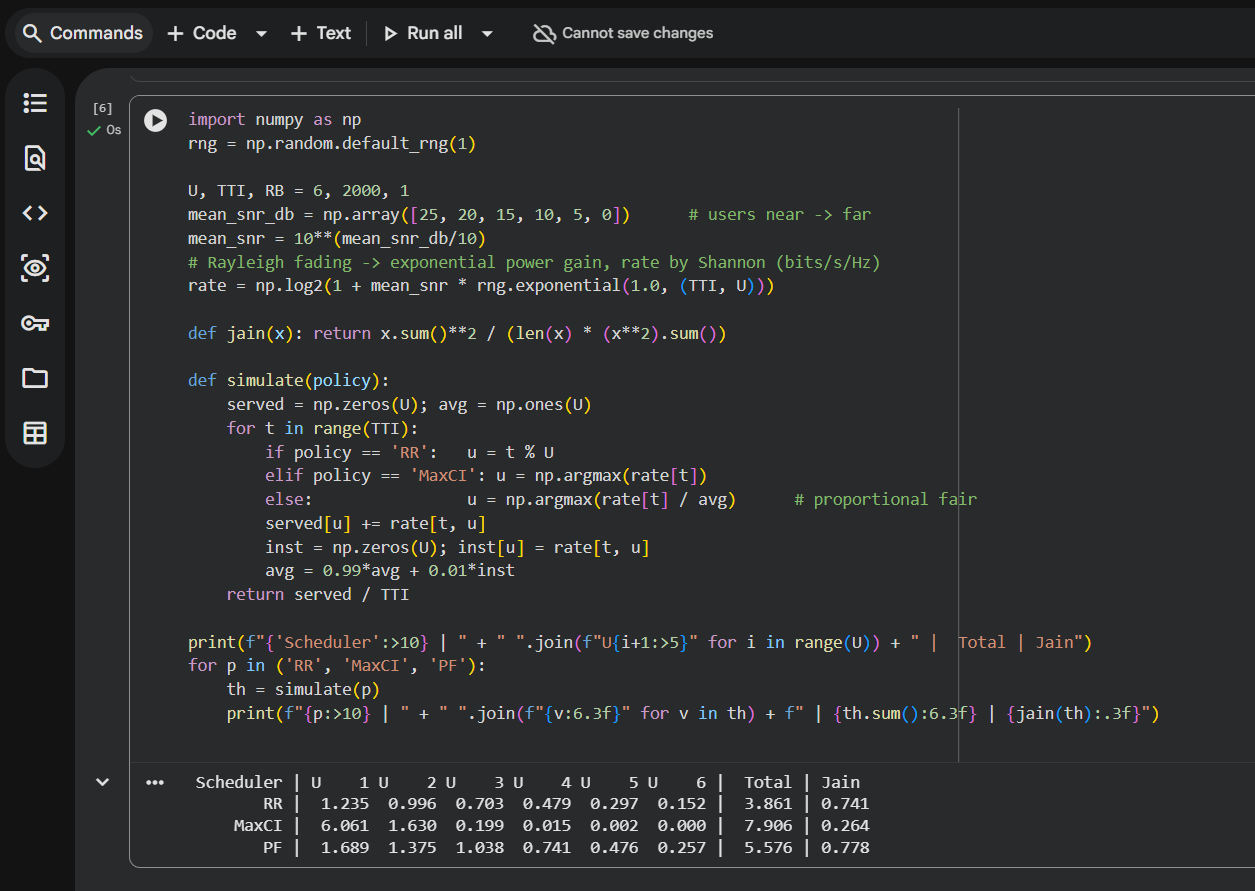 Commands + Code + Text Run all Cannot save changes
[6]
0s
import numpy as np
rng = np.random.default_rng(1)
U, TTI, RB = 6, 2000, 1
mean_snr_db = np.array([25, 20, 15, 10, 5, 0])      # users near -> far
mean_snr = 10**(mean_snr_db/10)
# Rayleigh fading -> exponential power gain, rate by Shannon (bits/s/Hz)
rate = np.log2(1 + mean_snr * rng.exponential(1.0, (TTI, U)))
def jain(x): return x.sum()**2 / (len(x) * (x**2).sum())
def simulate(policy):
    served = np.zeros(U); avg = np.ones(U)
    for t in range(TTI):
        if policy == 'RR':   u = t % U
        elif policy == 'MaxCI': u = np.argmax(rate[t])
        else:                u = np.argmax(rate[t] / avg)      # proportional fair
        served[u] += rate[t, u]
        inst = np.zeros(U); inst[u] = rate[t, u]
        avg = 0.99*avg + 0.01*inst
    return served / TTI
print(f"{'Scheduler':>10} | " + " ".join(f"U{i+1:>5}" for i in range(U)) + " |  Total | Jain")
for p in ('RR', 'MaxCI', 'PF'):
    th = simulate(p)
    print(f"{p:>10} | " + " ".join(f"{v:6.3f}" for v in th) + f" | {th.sum():6.3f} | {jain(th):.3f}")
 Scheduler | U    1 U    2 U    3 U    4 U    5 U    6 |  Total | Jain
        RR |  1.235  0.996  0.703  0.479  0.297  0.152 |  3.861 | 0.741
     MaxCI |  6.061  1.630  0.199  0.015  0.002  0.000 |  7.906 | 0.264
        PF |  1.689  1.375  1.038  0.741  0.476  0.257 |  5.576 | 0.778